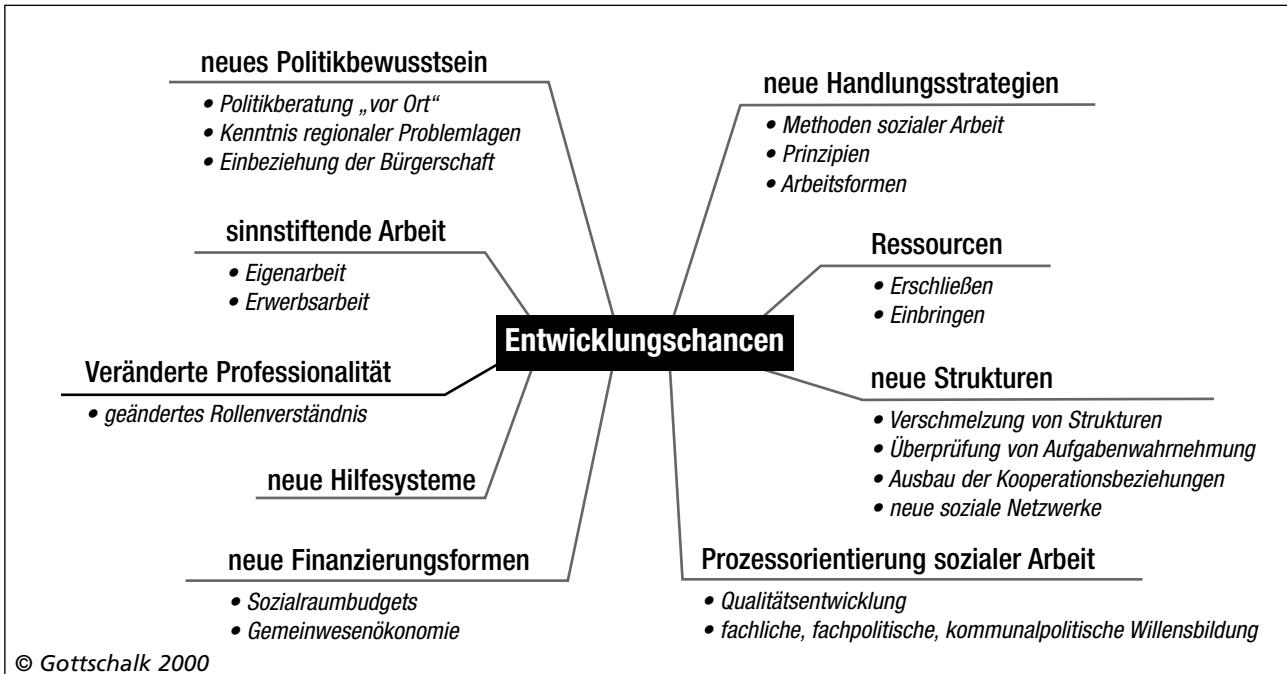 neues Politikbewusstsein
• Politikberatung „vor Ort“
• Kenntnis regionaler Problemlagen
• Einbeziehung der Bürgerschaft
sinnstiftende Arbeit
• Eigenarbeit
• Erwerbsarbeit
Veränderte Professionalität
• geändertes Rollenverständnis
neue Hilfesysteme
neue Finanzierungsformen
• Sozialraumbudgets
• Gemeinwesenökonomie
Entwicklungschancen
neue Handlungsstrategien
• Methoden sozialer Arbeit
• Prinzipien
• Arbeitsformen
Ressourcen
• Erschließen
• Einbringen
neue Strukturen
• Verschmelzung von Strukturen
• Überprüfung von Aufgabenwahrnehmung
• Ausbau der Kooperationsbeziehungen
• neue soziale Netzwerke
Prozessorientierung sozialer Arbeit
• Qualitätsentwicklung
• fachliche, fachpolitische, kommunalpolitische Willensbildung
© Gottschalk 2000